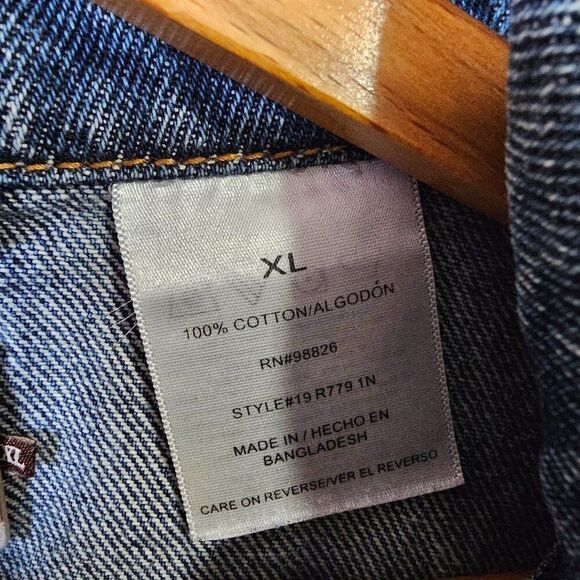 XL
100% COTTON/ALGODÓN
RN#98826
STYLE#19 R779 1N
MADE IN / HECHO EN
BANGLADESH
CARE ON REVERSE/VER EL REVERSO
XL